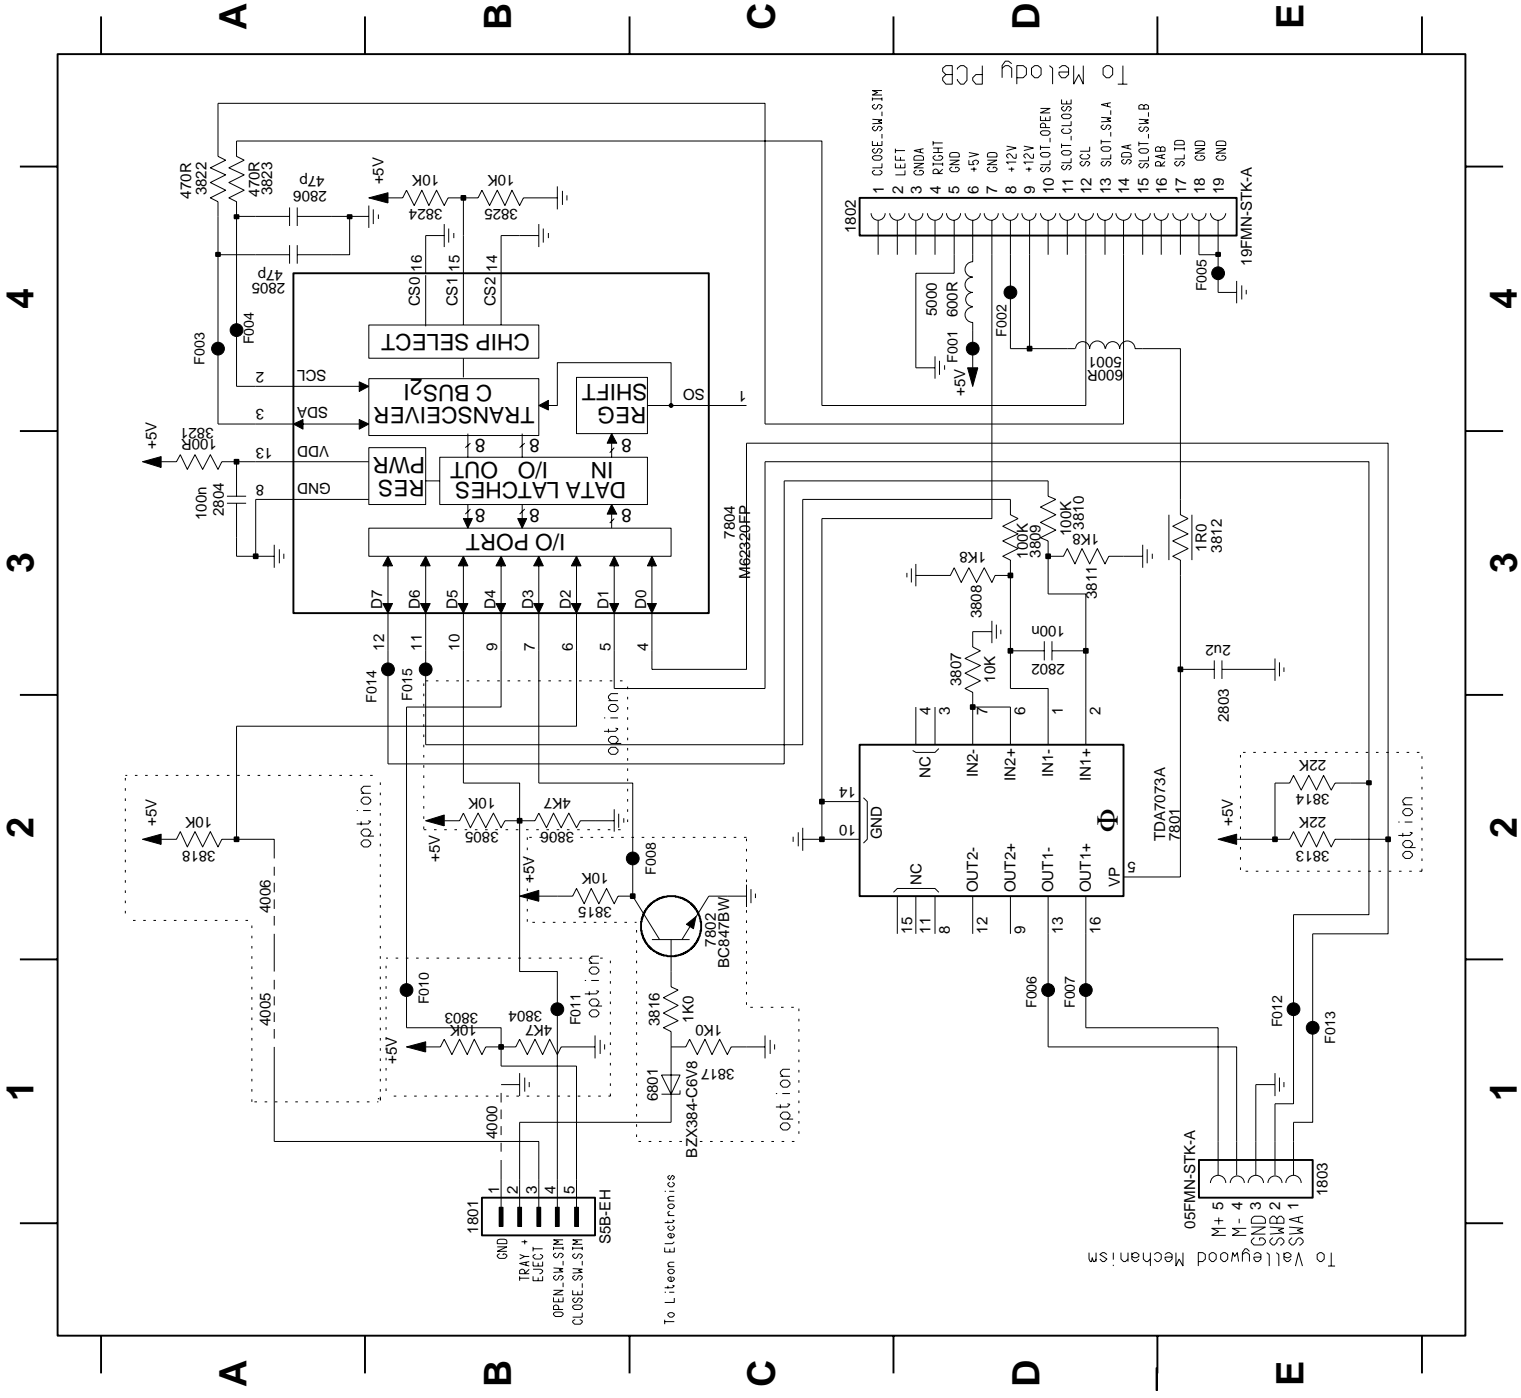 A
B
C
D
E
To Melody PCB
1 CLOSE_SW_SIM
2 LEFT
3 GNDA
4 RIGHT
5 GND
6 +5V
7 GND
8 +12V
9 +12V
10 SLOT_OPEN
11 SLOT_CLOSE
12 SCL
13 SLOT_SW_A
14 SDA
15 SLOT_SW_B
16 RAB
17 SLID
18 GND
19 GND
1802
19FMN-STK-A
470R
3822
470R
3823
47p
2806
47p
2805
+5V
10K
3824
10K
3825
4
4
CS0 16
CS1 15
CS2 14
CHIP SELECT
F003
F004
F005
F002
F001
5000
600R
+5V
5001
600R
2
SCL
3
SDA
I2C BUS
TRANSCEIVER
SHIFT
REG
SO
1
+5V
3821
100R
13
VDD
8
GND
100n
2804
PWR
RES
8
8
8
I/O OUT
IN
DATA LATCHES
8
8
8
I/O PORT
7804
M62320FP
3
3
D7
D6
D5
D4
D3
D2
D1
D0
12
11
10
9
7
6
5
4
F014
F015
100K
3809
100K
3810
1K8
3808
1K8
3811
1R0
3812
3807
10K
100n
2802
2u2
2803
2
2
+5V
10K
3818
option
4006
4005
+5V
10K
3805
4K7
3806
option
+5V
10K
3815
F008
7802
BC847BW
14
10
GND
4
3
7
6
1
2
NC
IN2-
IN2+
IN1-
IN1+
NC
OUT2-
OUT2+
OUT1-
OUT1+
VP
5
Φ
TDA7073A
7801
15
11
8
12
9
13
16
+5V
22K
3814
22K
3813
option
1
1
F010
F011
option
+5V
3803
10K
3804
4K7
3816
1K0
1K0
3817
6801
BZX384-C6V8
option
4000
F006
F007
F012
F013
1801
1
2
3
4
5
S5B-EH
GND
TRAY +
EJECT
OPEN_SW_SIM
CLOSE_SW_SIM
To Liteon Electronics
05FMN-STK-A
1803
M+ 5
M- 4
GND 3
SWB 2
SWA 1
To Valleywood Mechanism
A
B
C
D
E